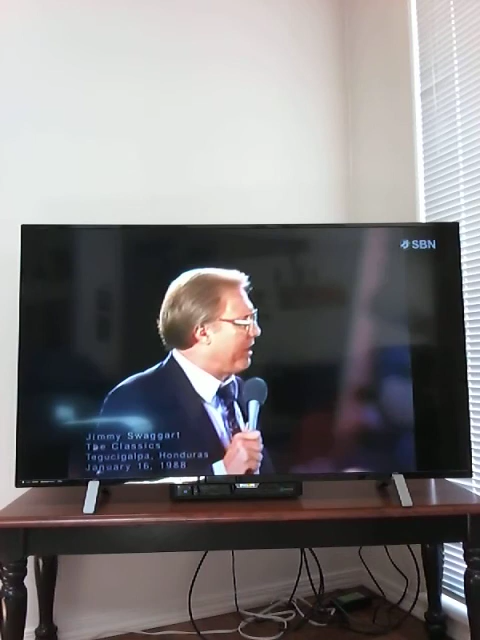 SBN
Jimmy Swaggart
The Classics
Tegucigalpa, Honduras
January 16, 1988